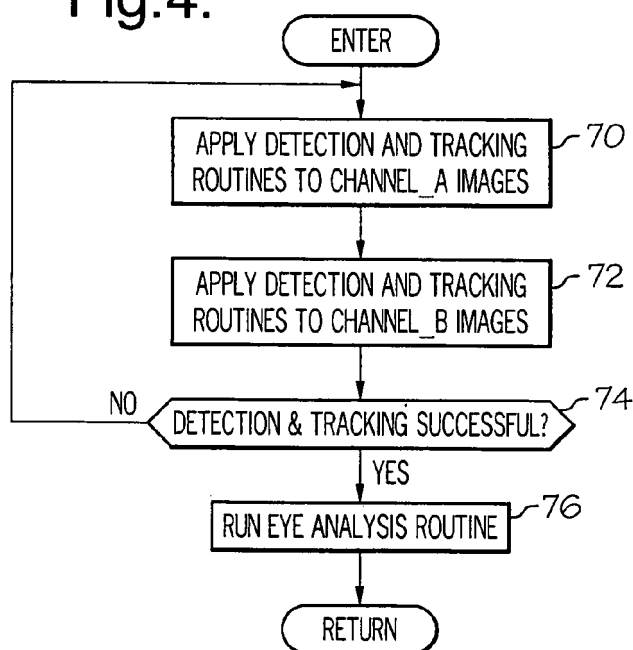 Fig.4.
ENTER
APPLY DETECTION AND TRACKING
ROUTINES TO CHANNEL_A IMAGES
70
APPLY DETECTION AND TRACKING
ROUTINES TO CHANNEL_B IMAGES
72
NO
DETECTION & TRACKING SUCCESSFUL?
74
YES
RUN EYE ANALYSIS ROUTINE
76
RETURN